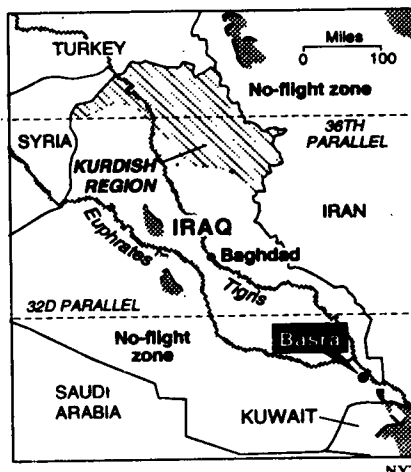 TURKEY
Miles
0 100
No-flight zone
36TH
PARALLEL
SYRIA
KURDISH
REGION
IRAN
IRAQ
Euphrates
Baghdad
Tigris
32D PARALLEL
No-flight
zone
Basra
SAUDI
ARABIA
KUWAIT